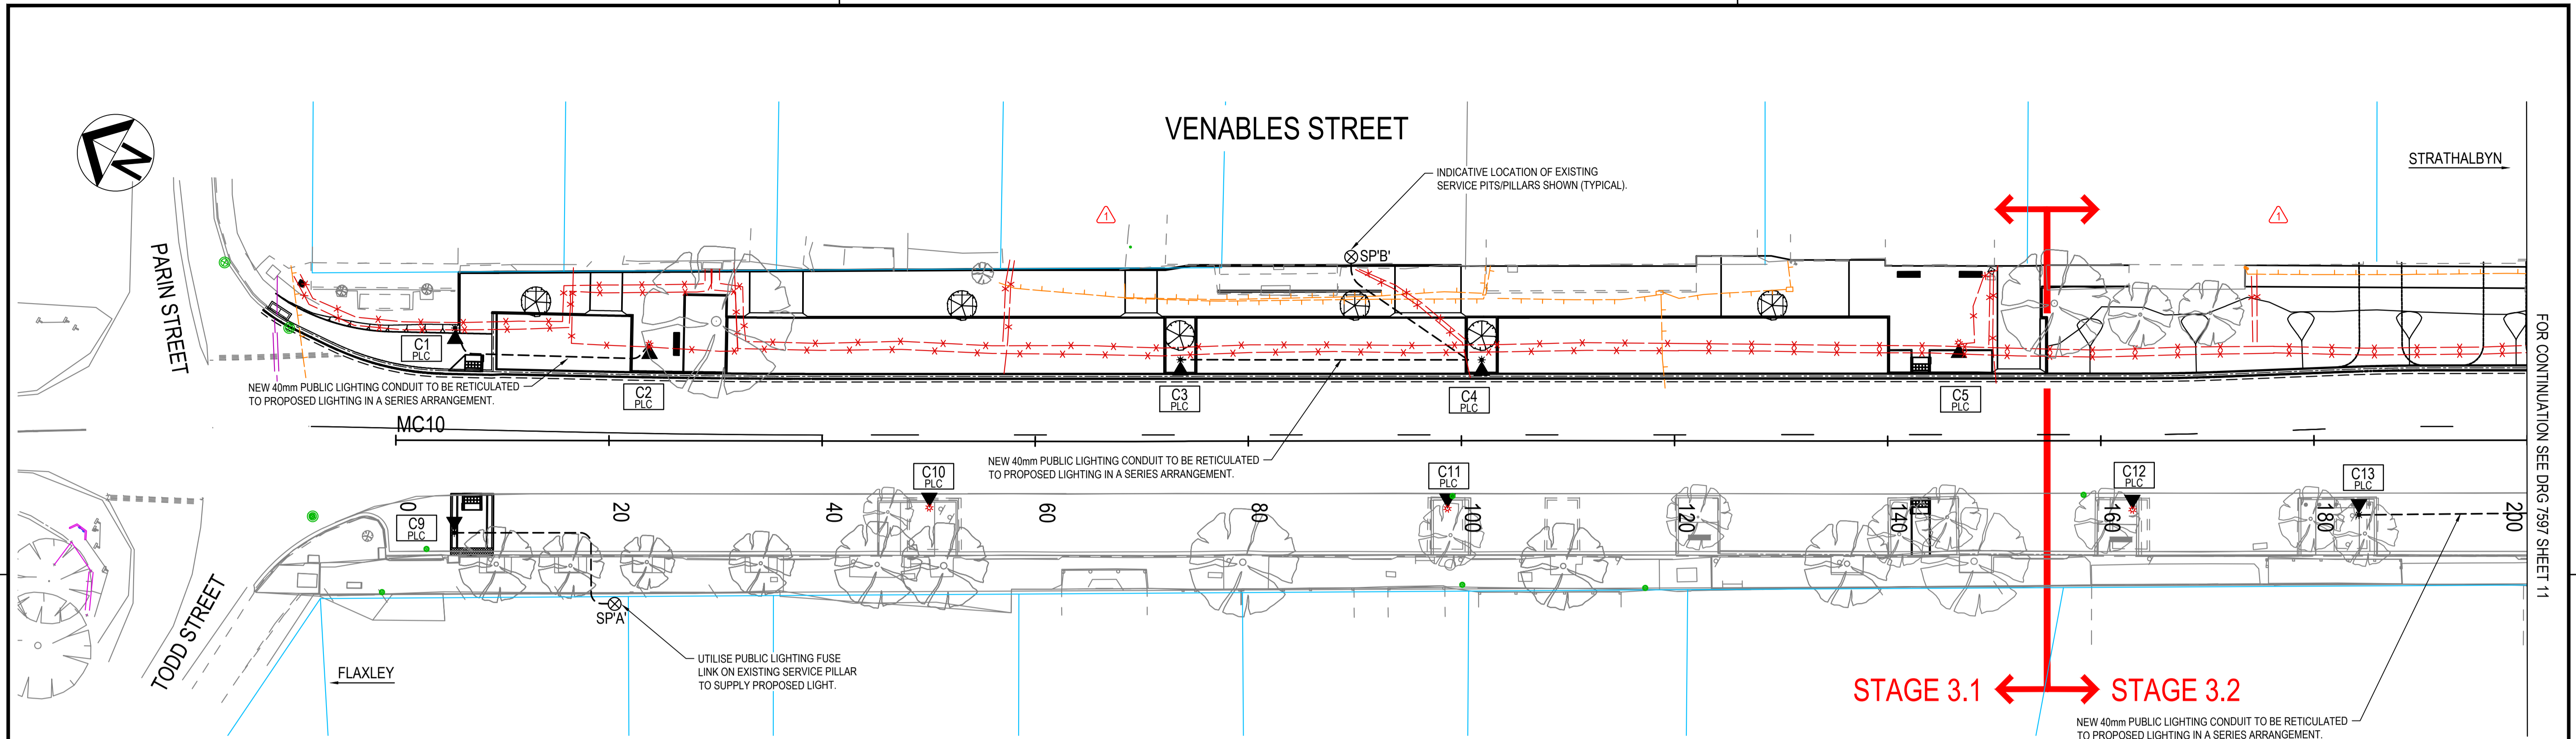 VENABLES STREET
STRATHALBYN
N
INDICATIVE LOCATION OF EXISTING
SERVICE PITS/PILLARS SHOWN (TYPICAL).
1
1
SP'B'
PARIN STREET
C1
PLC
NEW 40mm PUBLIC LIGHTING CONDUIT TO BE RETICULATED
TO PROPOSED LIGHTING IN A SERIES ARRANGEMENT.
C2
PLC
C3
PLC
C4
PLC
C5
PLC
MC10
NEW 40mm PUBLIC LIGHTING CONDUIT TO BE RETICULATED
TO PROPOSED LIGHTING IN A SERIES ARRANGEMENT.
FOR CONTINUATION SEE DRG 7597 SHEET 11
C9
PLC
C10
PLC
C11
PLC
C12
PLC
C13
PLC
0
20
40
60
80
100
120
140
160
180
200
SP'A'
TODD STREET
FLAXLEY
UTILISE PUBLIC LIGHTING FUSE
LINK ON EXISTING SERVICE PILLAR
TO SUPPLY PROPOSED LIGHT.
STAGE 3.1
STAGE 3.2
NEW 40mm PUBLIC LIGHTING CONDUIT TO BE RETICULATED
TO PROPOSED LIGHTING IN A SERIES ARRANGEMENT.